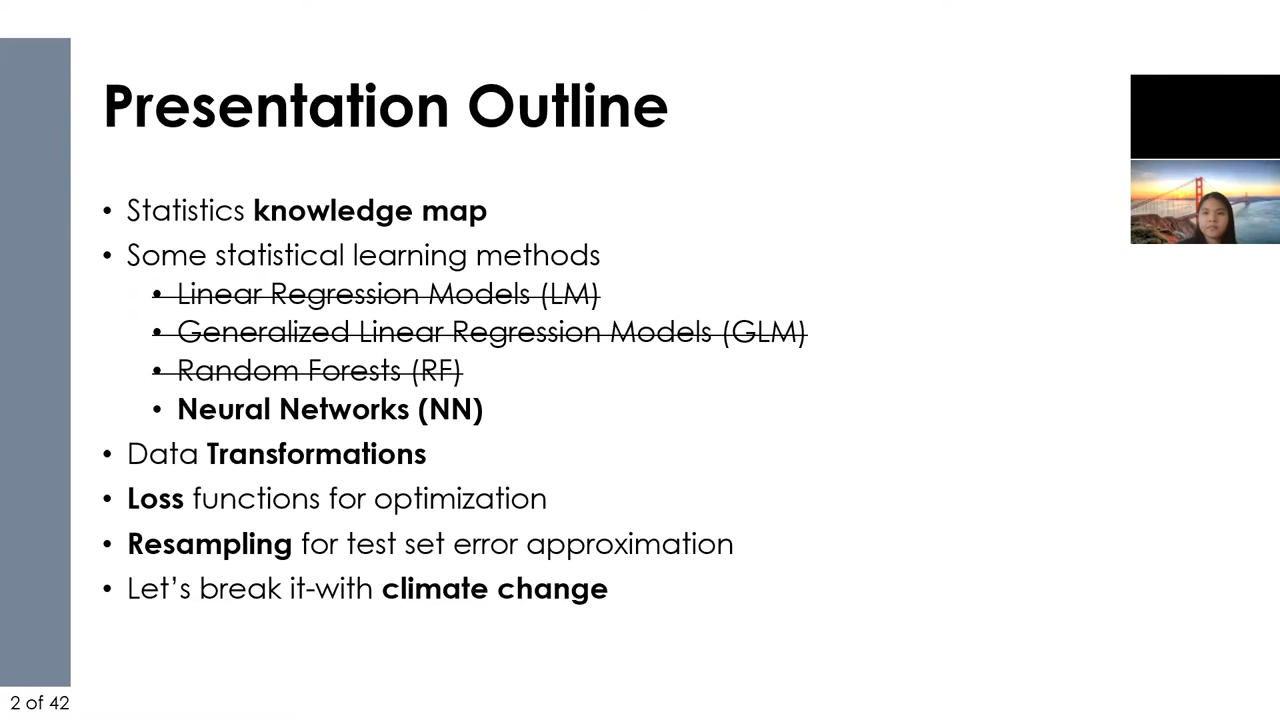 Presentation Outline
• Statistics knowledge map
• Some statistical learning methods
• Linear Regression Models (LM)
• Generalized Linear Regression Models (GLM)
• Random Forests (RF)
• Neural Networks (NN)
• Data Transformations
• Loss functions for optimization
• Resampling for test set error approximation
• Let’s break it-with climate change
2 of 42